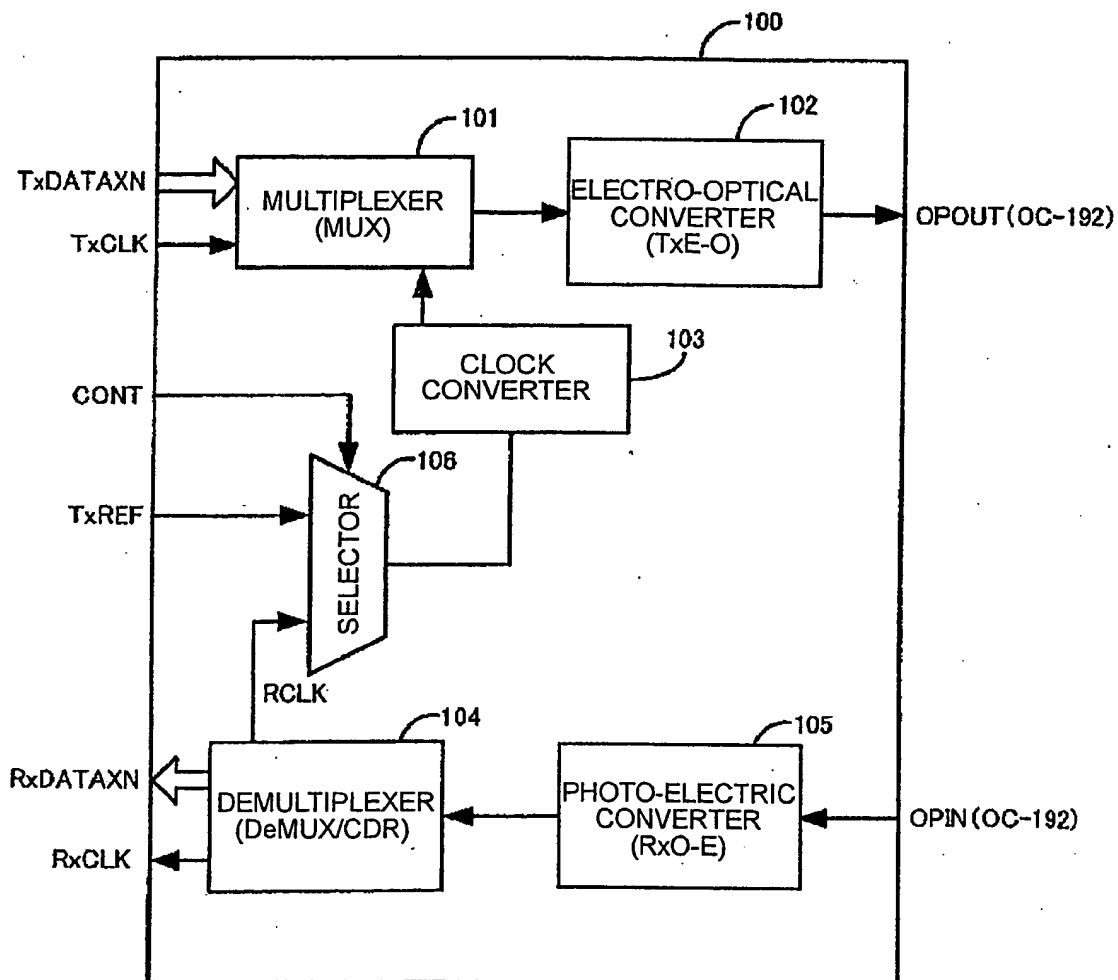 100
101
102
TxDATAXN
MULTIPLEXER
(MUX)
ELECTRO-OPTICAL
CONVERTER
(TxE-O)
OPOUT(OC-192)
TxCLK
103
CLOCK
CONVERTER
CONT
106
TxREF
SELECTOR
RCLK
104
105
RxDATAXN
DEMULTIPLEXER
(DeMUX/CDR)
PHOTO-ELECTRIC
CONVERTER
(RxO-E)
OPIN(OC-192)
RxCLK